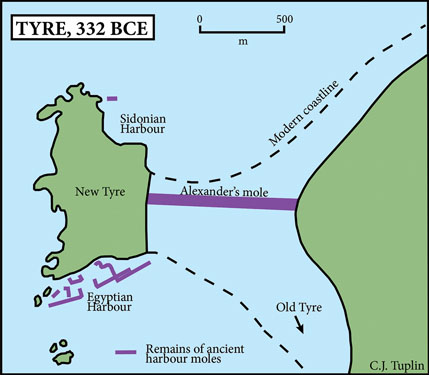 TYRE, 332 BCE
0
500
m
Sidonian
Harbour
Modern coastline
New Tyre
Alexander's mole
Egyptian
Harbour
Old Tyre
Remains of ancient
harbour moles
C.J. Tuplin